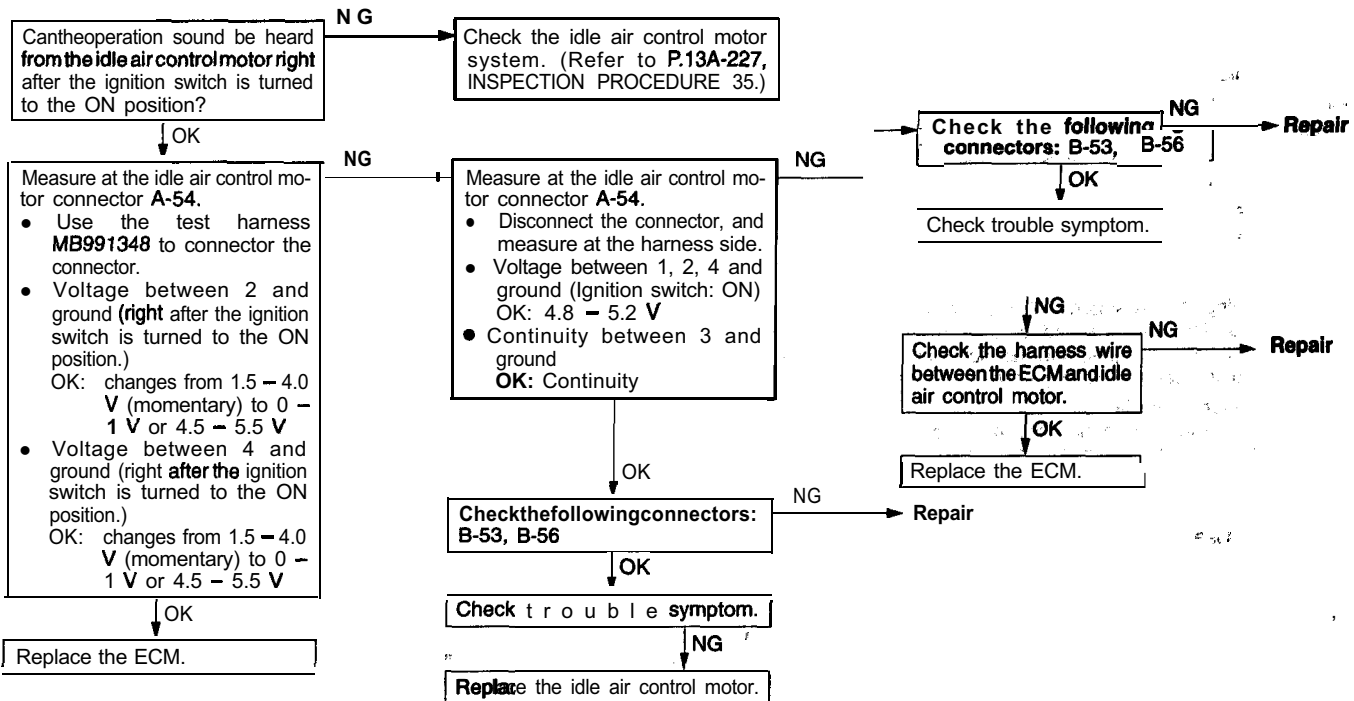 Cantheoperation sound be heard
from the idle air control motor right
after the ignition switch is turned
to the ON position?
N G
Check the idle air control motor
system. (Refer to P.13A-227,
INSPECTION PROCEDURE 35.)
OK
Measure at the idle air control mo-
tor connector A-54.
● Use the test harness
MB991348 to connector the
connector.
● Voltage between 2 and
ground (right after the ignition
switch is turned to the ON
position.)
OK: changes from 1.5 – 4.0
V (momentary) to 0 –
1 V or 4.5 – 5.5 V
● Voltage between 4 and
ground (right after the ignition
switch is turned to the ON
position.)
OK: changes from 1.5 – 4.0
V (momentary) to 0 –
1 V or 4.5 – 5.5 V
OK
Replace the ECM.
NG
Measure at the idle air control mo-
tor connector A-54.
● Disconnect the connector, and
measure at the harness side.
● Voltage between 1, 2, 4 and
ground (Ignition switch: ON)
OK: 4.8 – 5.2 V
● Continuity between 3 and
ground
OK: Continuity
OK
Checkthefollowingconnectors:
B-53, B-56
NG
Repair
OK
Check t r o u b l e symptom.
NG
Replace the idle air control motor.
NG
Check the following
connectors: B-53, B-56
NG
Repair
OK
Check trouble symptom.
NG
Check the harness wire
between the ECM and idle
air control motor.
NG
Repair
OK
Replace the ECM.